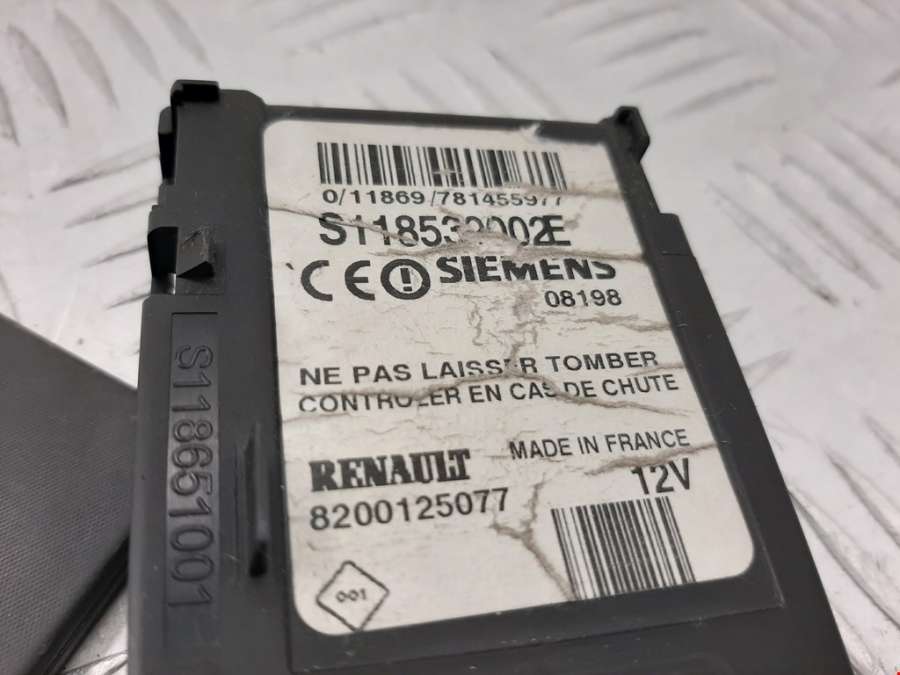 0/11869/781455977
S118539002E
CE SIEMENS
08198
NE PAS LAISSER TOMBER
CONTROLER EN CAS DE CHUTE
MADE IN FRANCE
RENAULT
12V
8200125077
001
S118651001